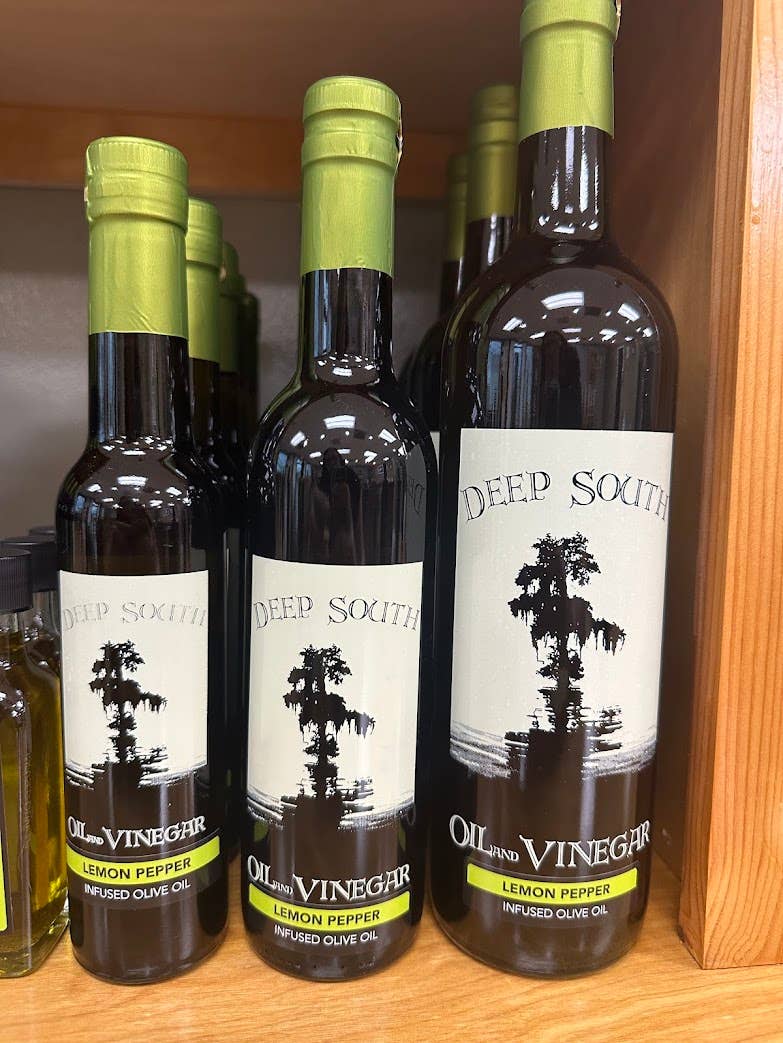 DEEP SOUTH
OIL AND VINEGAR
LEMON PEPPER
INFUSED OLIVE OIL
DEEP SOUTH
OIL AND VINEGAR
LEMON PEPPER
INFUSED OLIVE OIL
DEEP SOUTH
OIL AND VINEGAR
LEMON PEPPER
INFUSED OLIVE OIL